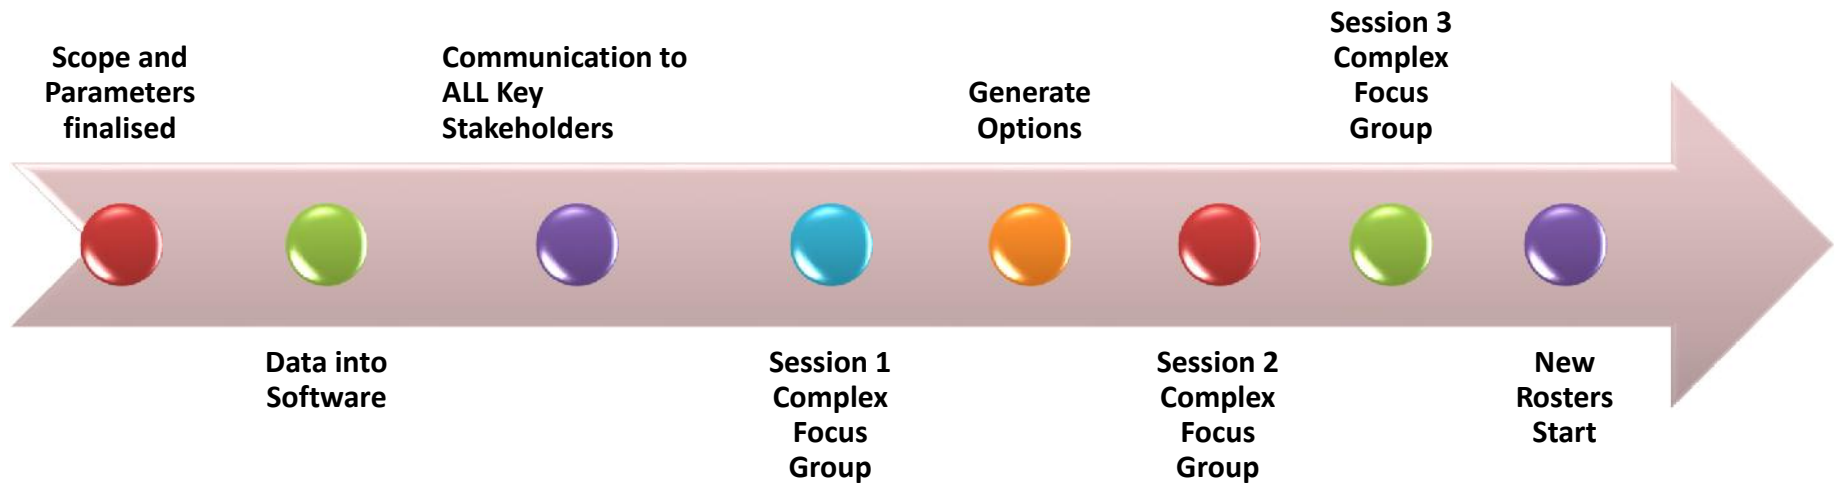 Scope and
Parameters
finalised
Data into
Software
Communication to
ALL Key
Stakeholders
Session 1
Complex
Focus
Group
Generate
Options
Session 2
Complex
Focus
Group
Session 3
Complex
Focus
Group
New
Rosters
Start